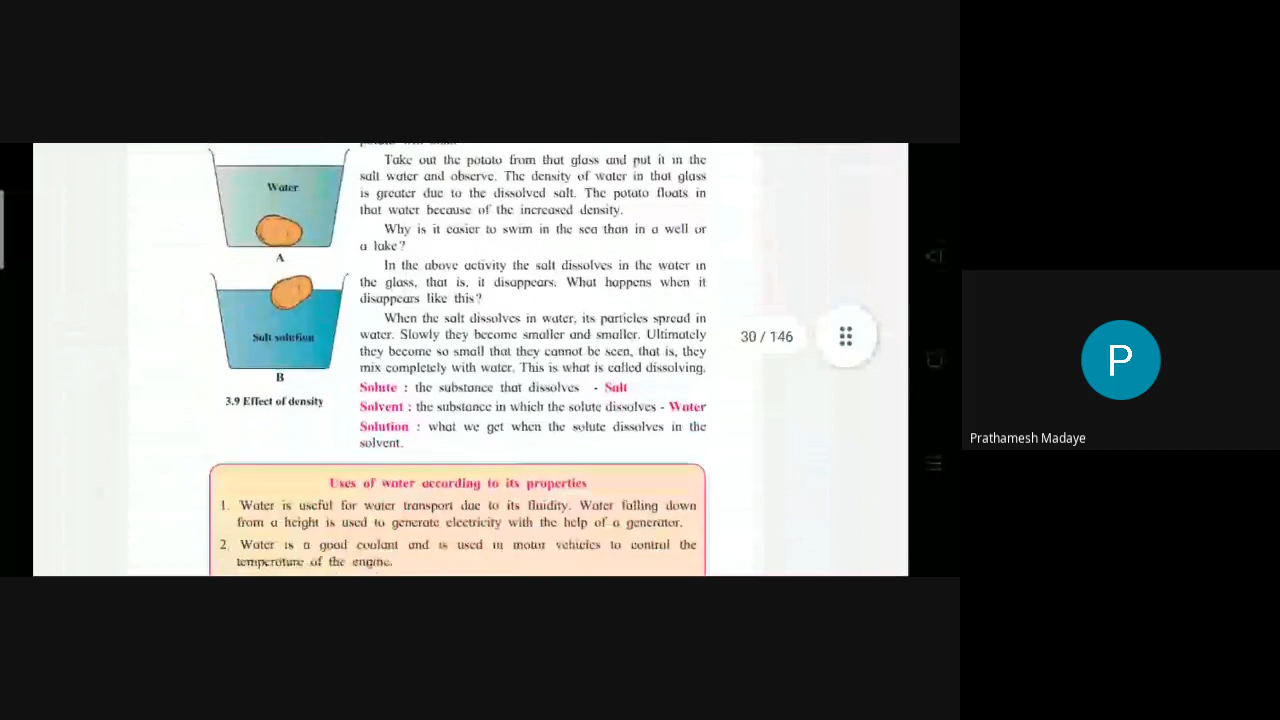 Take out the potato from that glass and put it in the
salt water and observe. The density of water in that glass
is greater due to the dissolved salt. The potato floats in
that water because of the increased density.
Why is it easier to swim in the sea than in a well or
a lake?
In the above activity the salt dissolves in the water in
the glass, that is, it disappears. What happens when it
disappears like this?
When the salt dissolves in water, its particles spread in
water. Slowly they become smaller and smaller. Ultimately
they become so small that they cannot be seen, that is, they
mix completely with water. This is what is called dissolving.
Solute : the substance that dissolves - Salt
Solvent : the substance in which the solute dissolves - Water
Solution : what we get when the solute dissolves in the
solvent.
Water
A
Salt solution
B
3.9 Effect of density
Uses of water according to its properties
1. Water is useful for water transport due to its fluidity. Water falling down
from a height is used to generate electricity with the help of a generator.
2. Water is a good coolant and is used in motor vehicles to control the
temperature of the engine.
30 / 146
P
Prathamesh Madaye